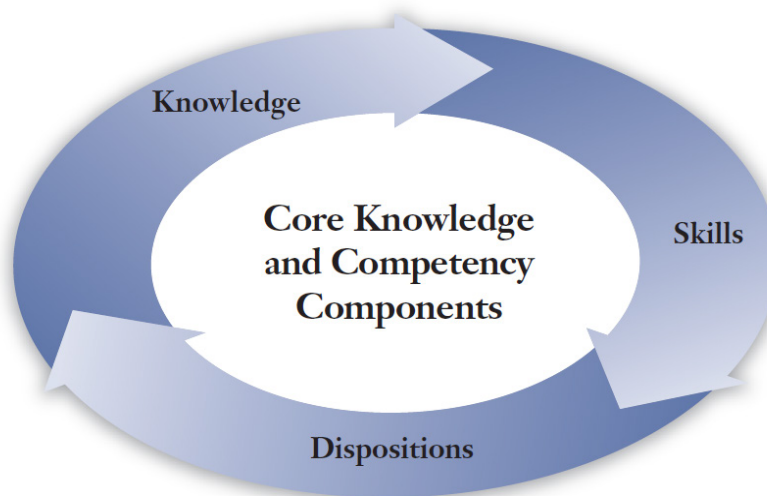 Knowledge
Core Knowledge
and Competency
Components
Skills
Dispositions